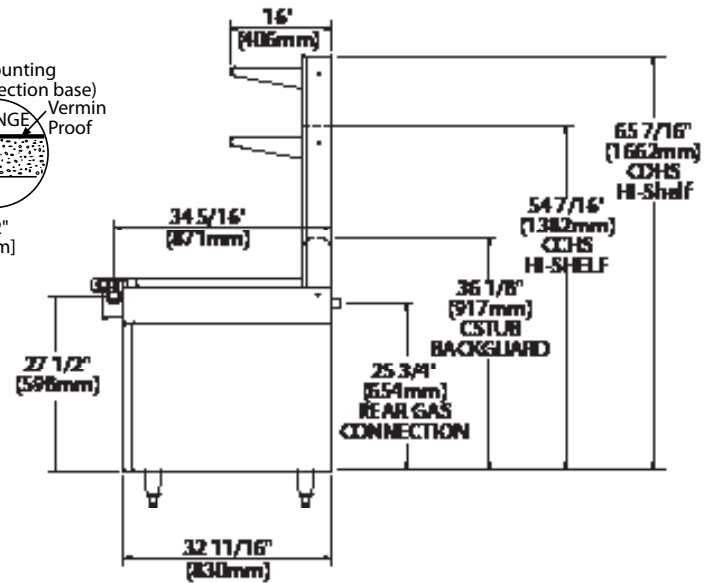 16"
(406mm)
ounting
ection base)
Vermin
Proof
NGE
2"
m]
34 5/16"
(871mm)
65 7/16"
(1662mm)
CDHS
HI-Shelf
54 7/16"
(1382mm)
CCHS
HI-SHELF
36 1/8"
(917mm)
CSTUB
BACKGUARD
27 1/2"
(598mm)
25 3/4"
(654mm)
REAR GAS
CONNECTION
32 11/16"
(830mm)